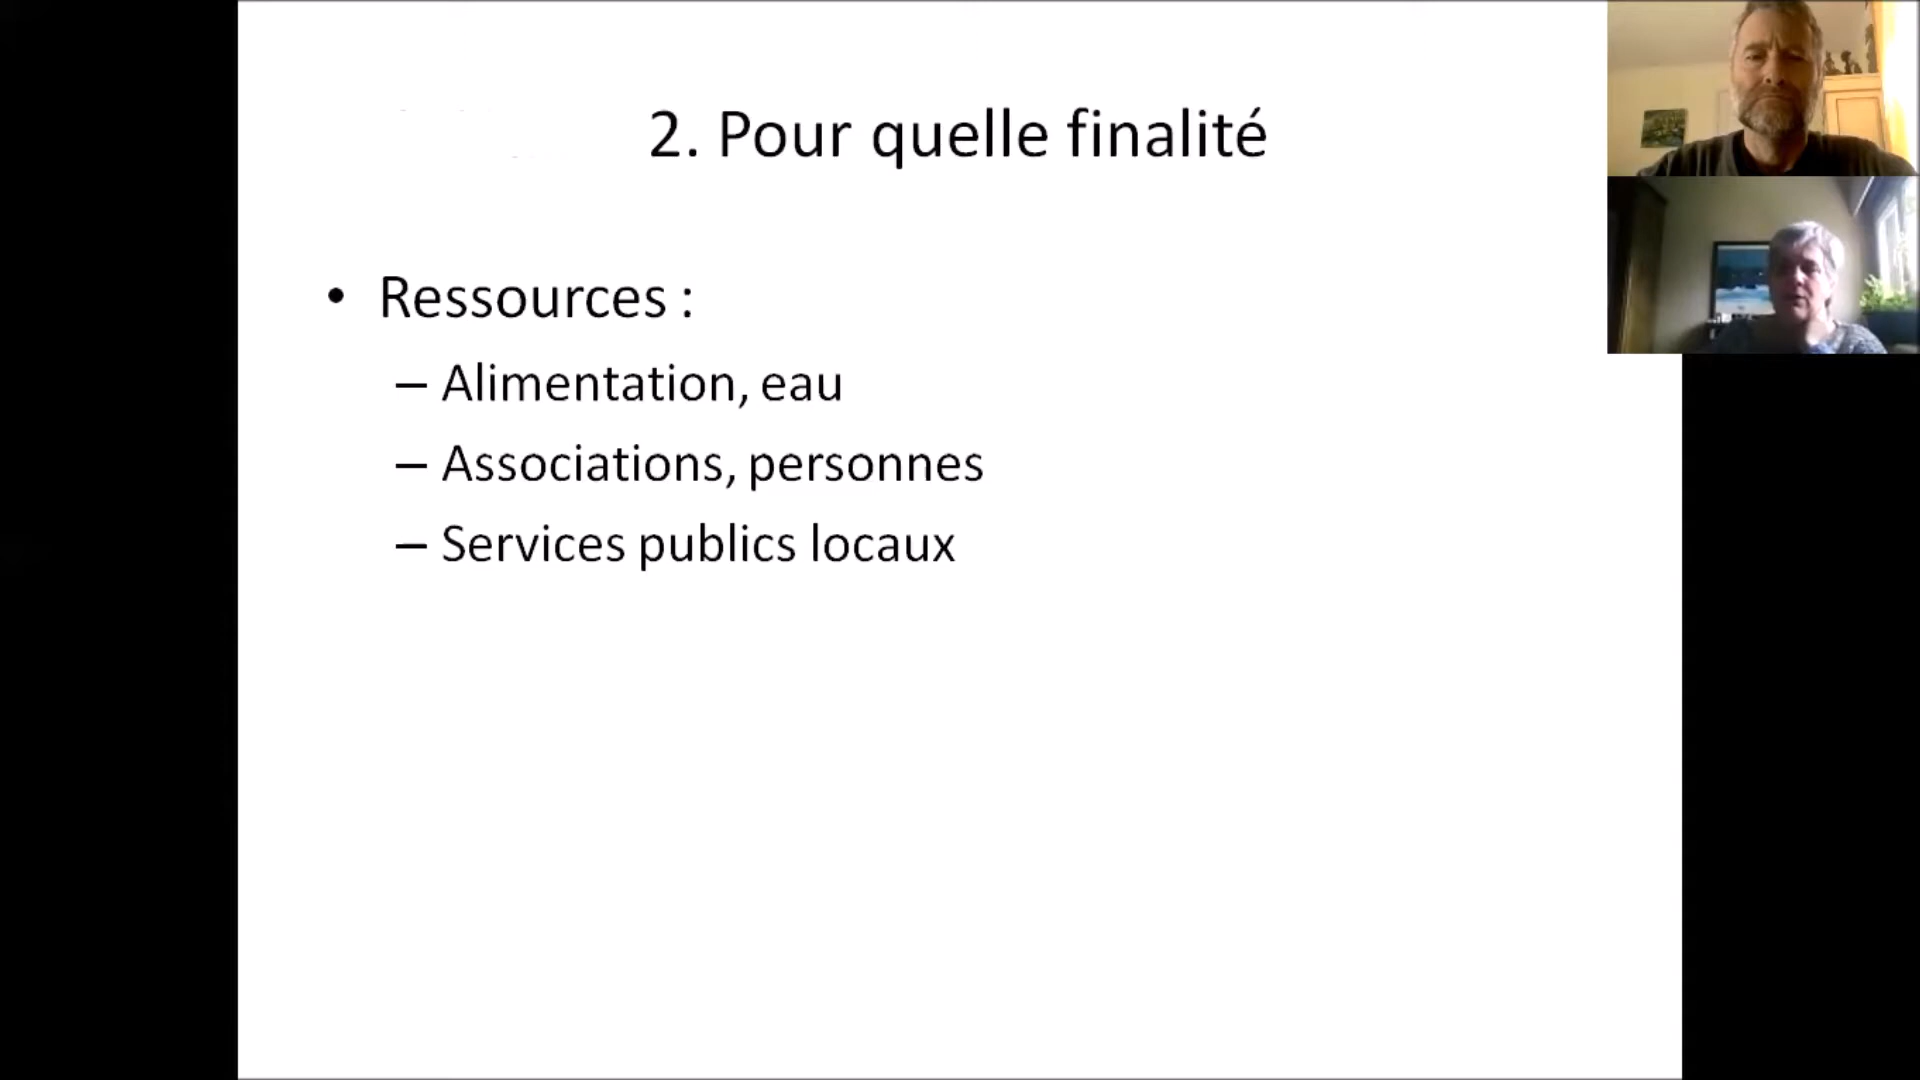 2. Pour quelle finalité
• Ressources :
– Alimentation, eau
– Associations, personnes
– Services publics locaux